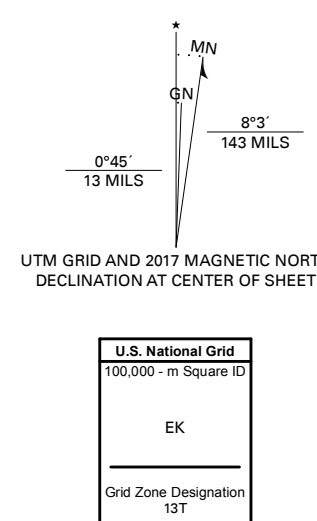 ★
MN
GN
8°3´
143 MILS
0°45´
13 MILS
UTM GRID AND 2017 MAGNETIC NORT
DECLINATION AT CENTER OF SHEET
U.S. National Grid
100,000 - m Square ID
EK
Grid Zone Designation
13T